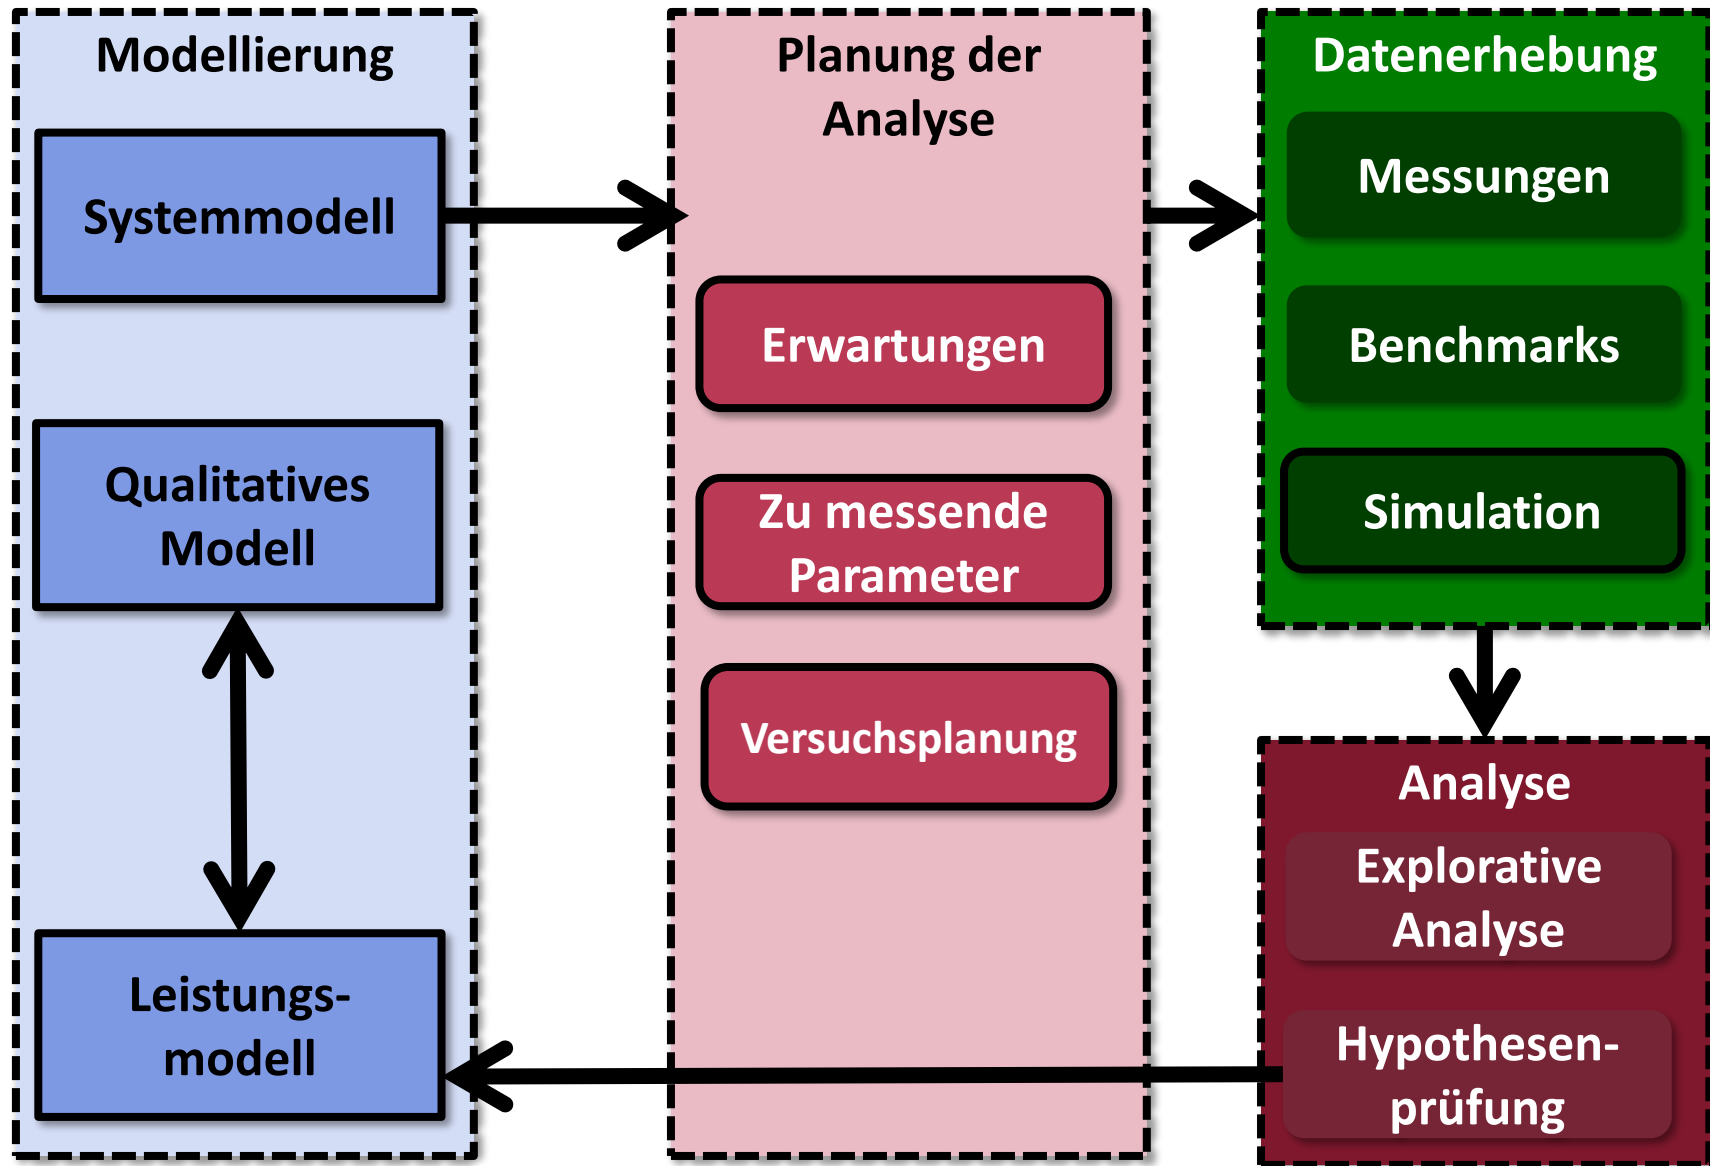 Modellierung
Systemmodell
Qualitatives
Modell
Leistungs-
modell
Planung der
Analyse
Erwartungen
Zu messende
Parameter
Versuchsplanung
Datenerhebung
Messungen
Benchmarks
Simulation
Analyse
Explorative
Analyse
Hypothesen-
prüfung